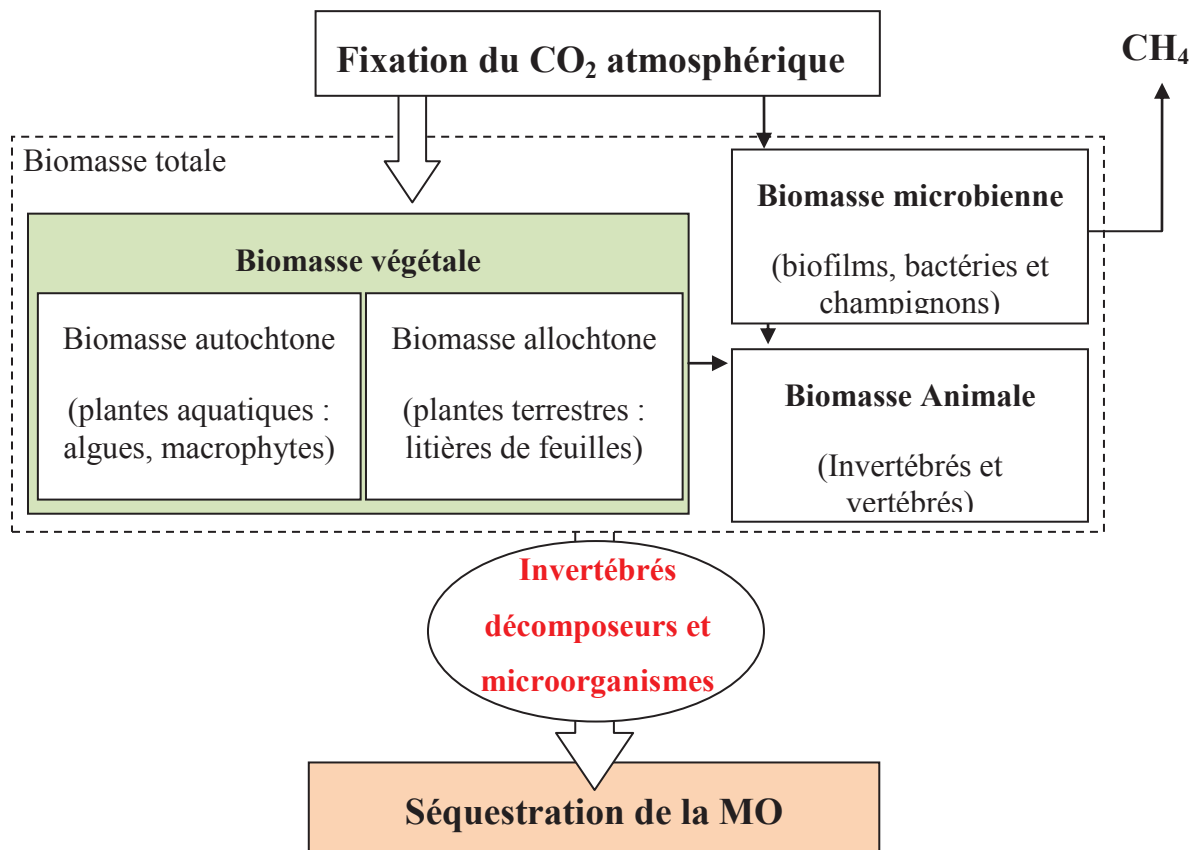 Fixation du CO₂ atmosphérique
CH₄
Biomasse totale
Biomasse microbienne
(biofilms, bactéries et
champignons)
Biomasse végétale
Biomasse autochtone
(plantes aquatiques :
algues, macrophytes)
Biomasse allochtone
(plantes terrestres :
litières de feuilles)
Biomasse Animale
(Invertébrés et
vertébrés)
Invertébrés
décomposeurs et
microorganismes
Séquestration de la MO